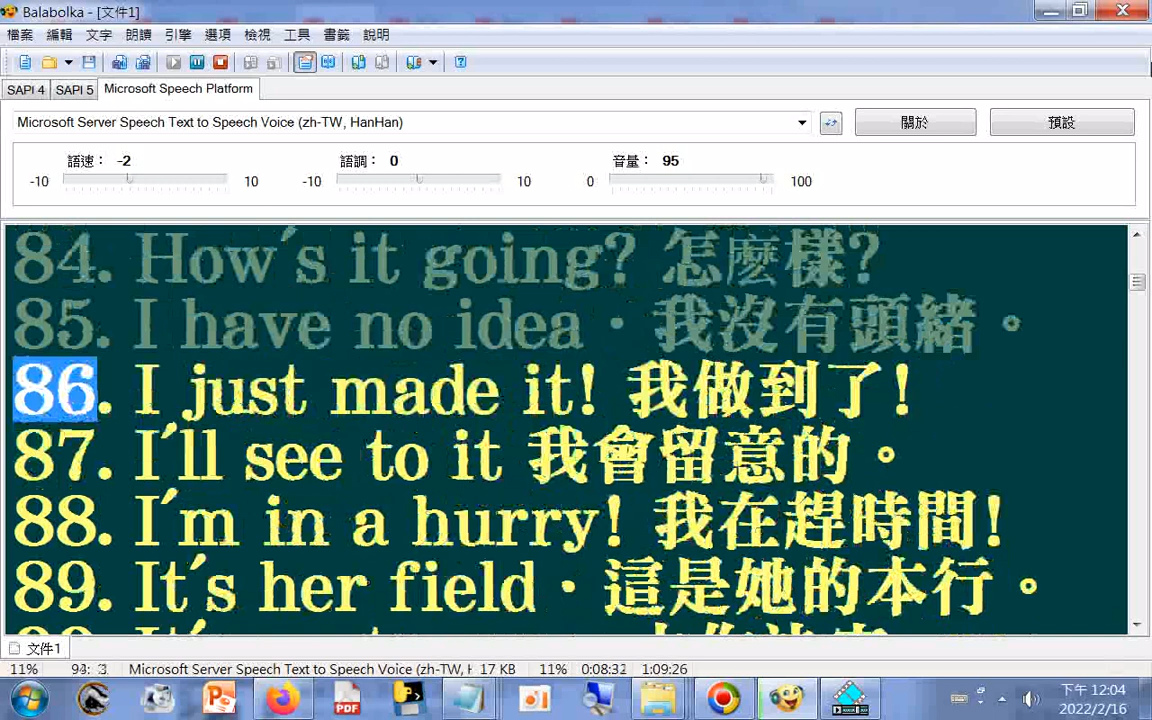 Balabolka - [文件1]
檔案 編輯 文字 朗讀 引擎 選項 檢視 工具 書籤 說明
SAPI 4 SAPI 5 Microsoft Speech Platform
Microsoft Server Speech Text to Speech Voice (zh-TW, HanHan) 關於 預設
語速： -2 語調： 0 音量： 95
-10 10 -10 10 0 100
84. How's it going? 怎麼樣?
85. I have no idea．我沒有頭緒。
86. I just made it! 我做到了!
87. I'll see to it 我會留意的。
88. I'm in a hurry! 我在趕時間!
89. It's her field．這是她的本行。
文件1
11% 94: 3 Microsoft Server Speech Text to Speech Voice (zh-TW, 17 KB 11% 0:08:32 1:09:26
PDF
下午 12:04
2022/2/16